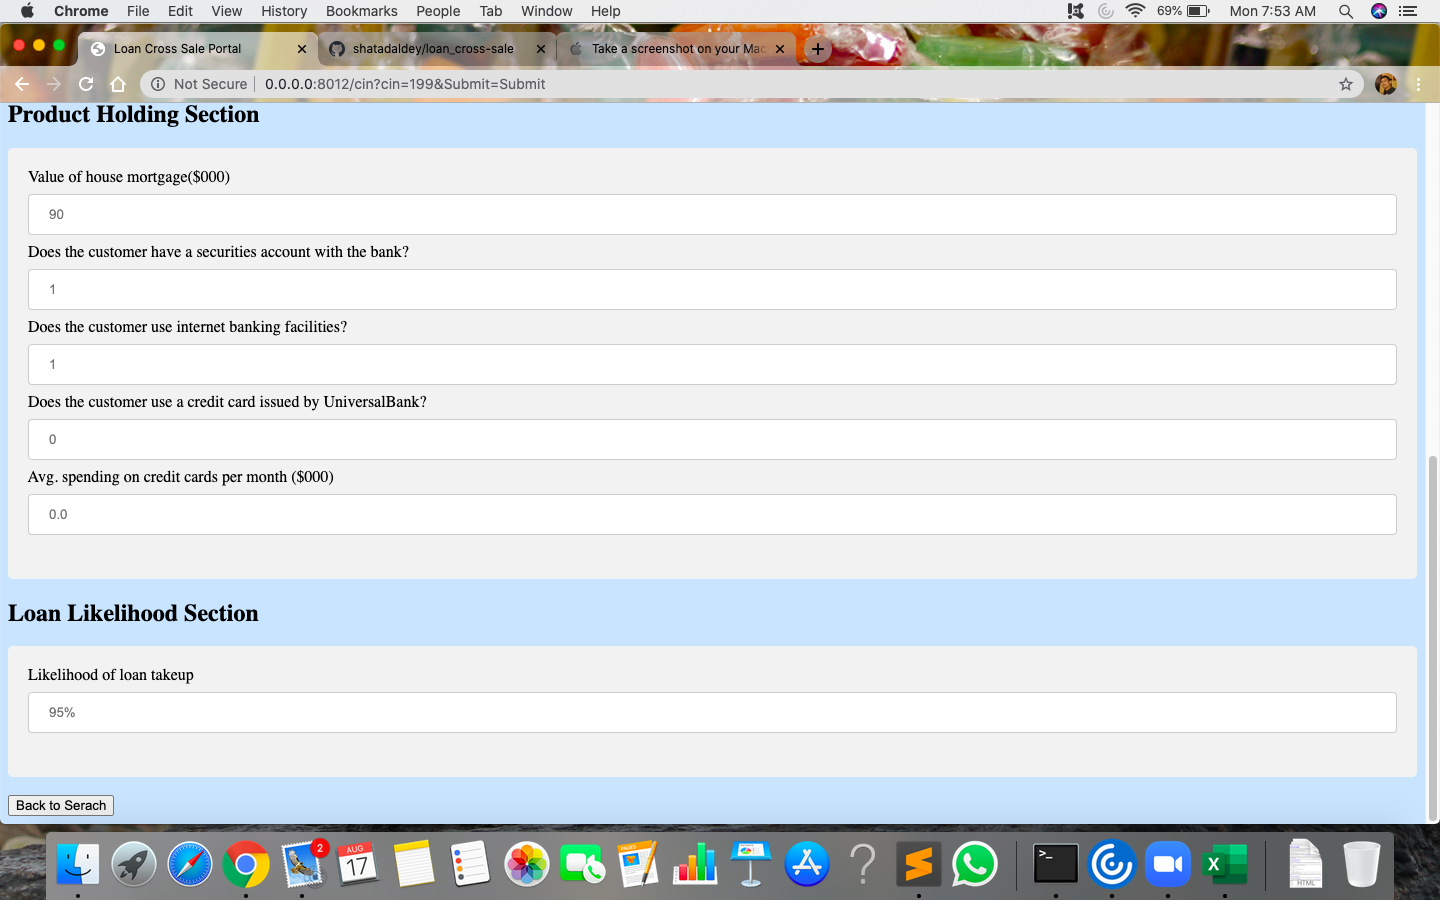 Chrome File Edit View History Bookmarks People Tab Window Help 69% Mon 7:53 AM
Loan Cross Sale Portal shatadaldey/loan_cross-sale Take a screenshot on your Mac
Not Secure 0.0.0.0:8012/cin?cin=199&Submit=Submit
Product Holding Section
Value of house mortgage($000)
90
Does the customer have a securities account with the bank?
1
Does the customer use internet banking facilities?
1
Does the customer use a credit card issued by UniversalBank?
0
Avg. spending on credit cards per month ($000)
0.0
Loan Likelihood Section
Likelihood of loan takeup
95%
Back to Serach
2
AUG
17
PAGES
>_
X
HTML